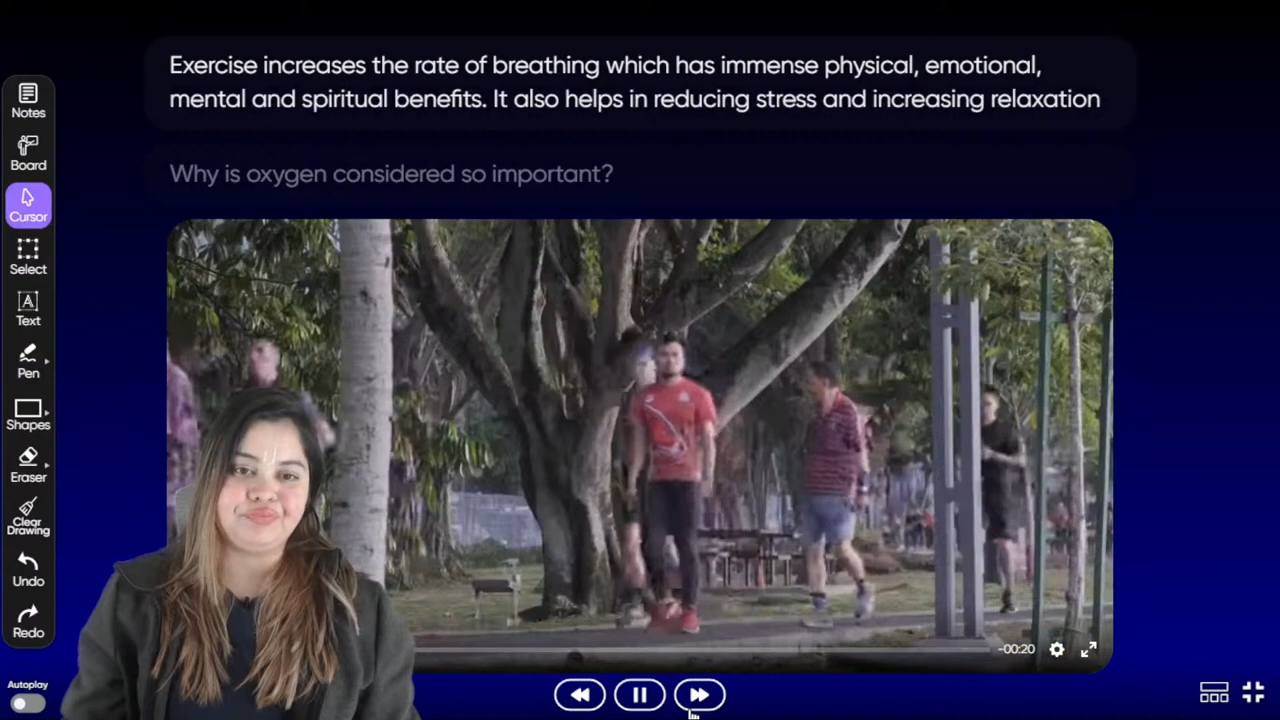 Exercise increases the rate of breathing which has immense physical, emotional,
mental and spiritual benefits. It also helps in reducing stress and increasing relaxation
Why is oxygen considered so important?
Notes
Board
Cursor
Select
Text
Pen
Shapes
Eraser
Clear
Drawing
Undo
Redo
Autoplay
-00:20